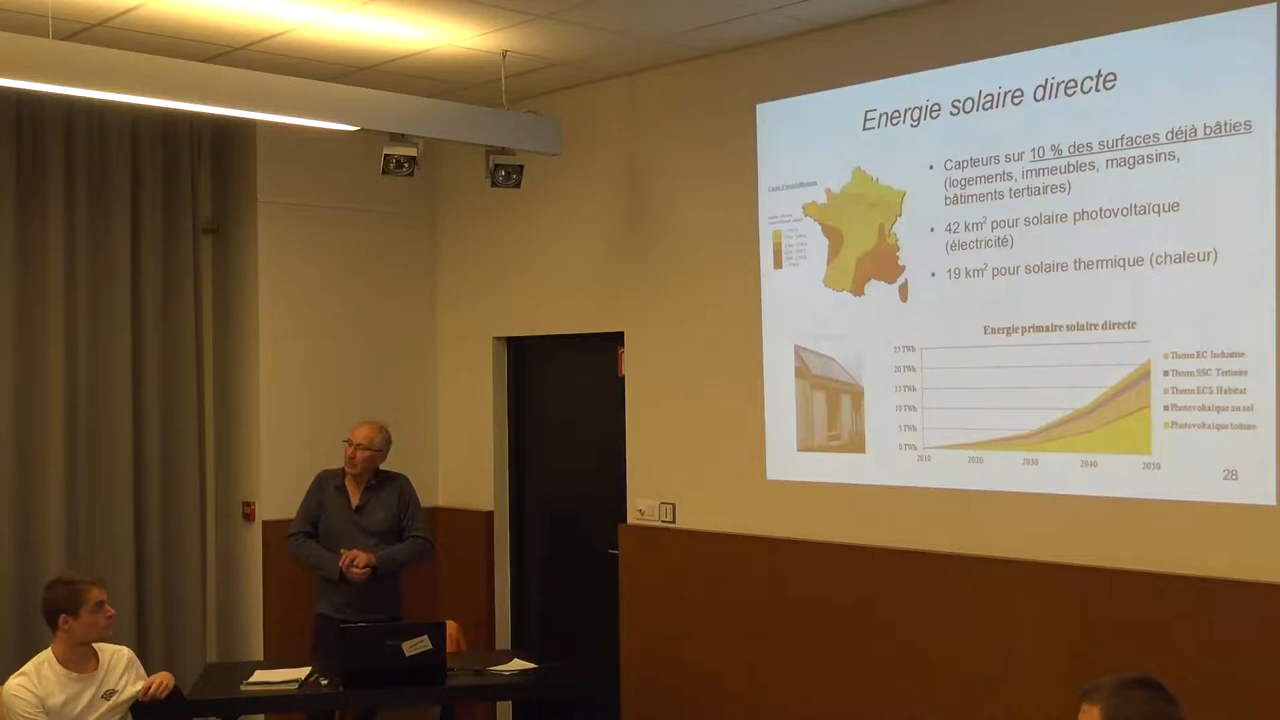 Energie solaire directe
• Capteurs sur 10 % des surfaces déjà bâties
(logements, immeubles, magasins,
bâtiments tertiaires)
• 42 km² pour solaire photovoltaïque
(électricité)
• 19 km² pour solaire thermique (chaleur)
Energie primaire solaire directe
25 TWh
20 TWh
15 TWh
10 TWh
5 TWh
0 TWh
2010 2020 2030 2040 2050
Therm EC Industrie
Therm SSC Tertiaire
Therm ECS Habitat
Photovoltaïque au sol
Photovoltaïque toiture
28